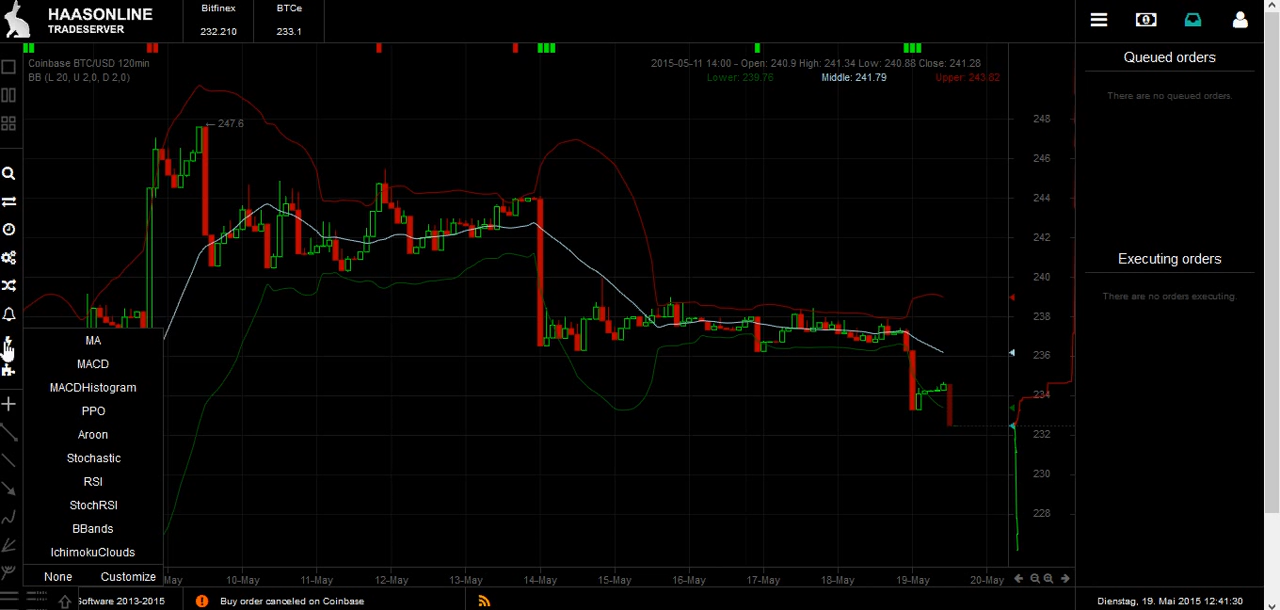 HAASONLINE
TRADESERVER
Bitfinex
232.210
BTCe
233.1
Coinbase BTC/USD 120min
BB (L 20, U 2,0, D 2,0)
2015-05-11 14:00 - Open: 240.9 High: 241.34 Low: 240.88 Close: 241.28
Lower: 239.76 Middle: 241.79 Upper: 243.82
247.6
248
246
244
242
240
238
236
234
232
230
228
MA
MACD
MACDHistogram
PPO
Aroon
Stochastic
RSI
StochRSI
BBands
IchimokuClouds
None Customize
May 10-May 11-May 12-May 13-May 14-May 15-May 16-May 17-May 18-May 19-May 20-May
Software 2013-2015
Buy order canceled on Coinbase
Queued orders
There are no queued orders.
Executing orders
There are no orders executing.
Dienstag, 19. Mai 2015 12:41:30